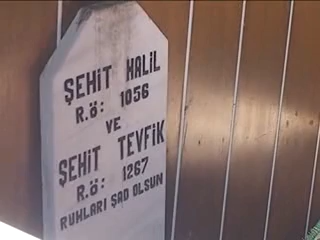 ŞEHİT HALİL
R.Ö: 1056
VE
ŞEHİT TEVFİK
R.Ö: 1267
RUHLARI ŞAD OLSUN